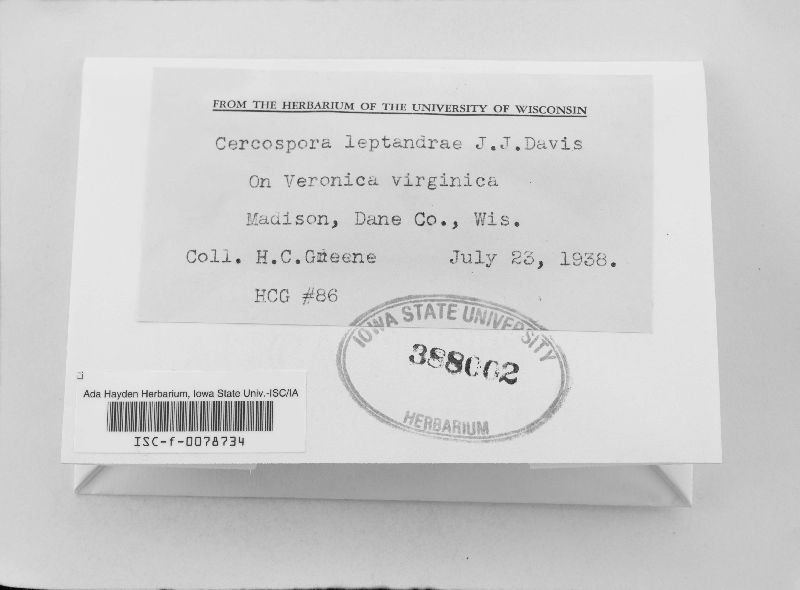 FROM THE HERBARIUM OF THE UNIVERSITY OF WISCONSIN
Cercospora leptandrae J.J.Davis
On Veronica virginica
Madison, Dane Co., Wis.
Coll. H.C.Greene July 23, 1938.
HCG #86
IOWA STATE UNIVERSITY
388002
HERBARIUM
Ada Hayden Herbarium, Iowa State Univ.-ISC/IA
ISC-f-0078734